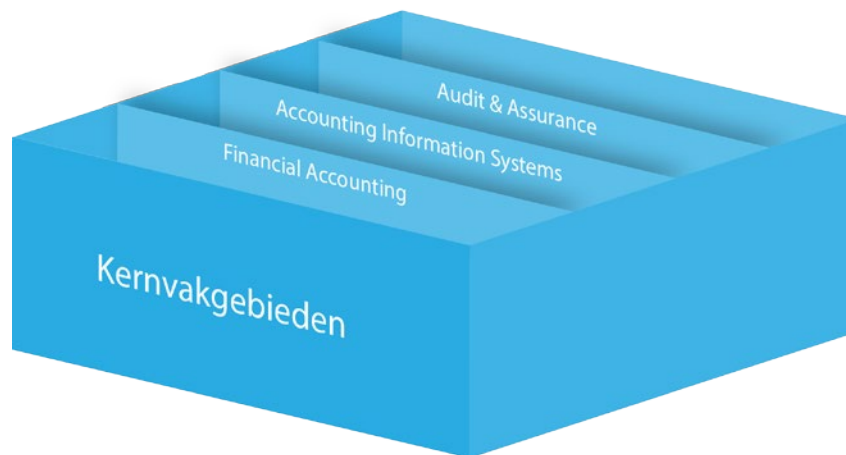 Audit & Assurance
Accounting Information Systems
Financial Accounting
Kernvakgebieden